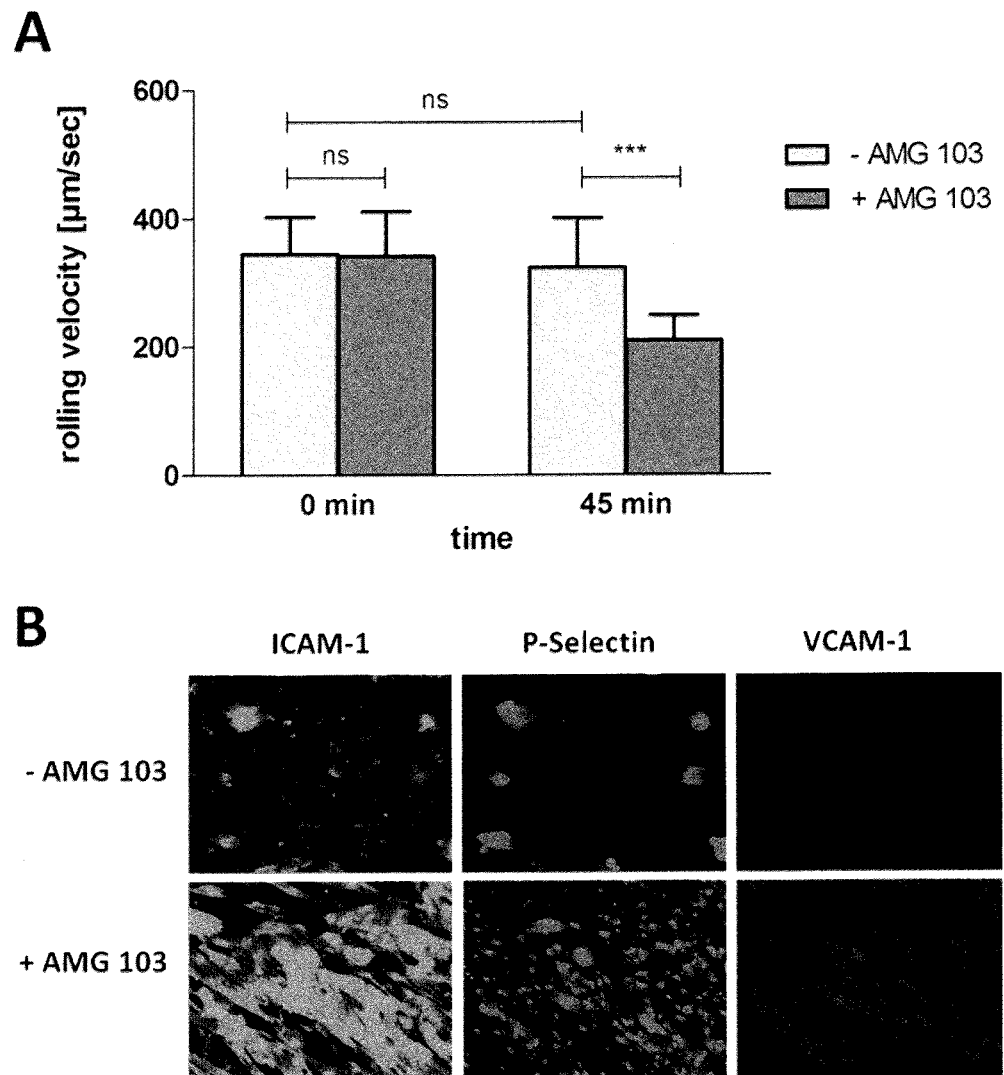 A
600
400
200
0
rolling velocity [µm/sec]
ns
ns
***
- AMG 103
+ AMG 103
0 min
45 min
time
B
ICAM-1
P-Selectin
VCAM-1
- AMG 103
+ AMG 103